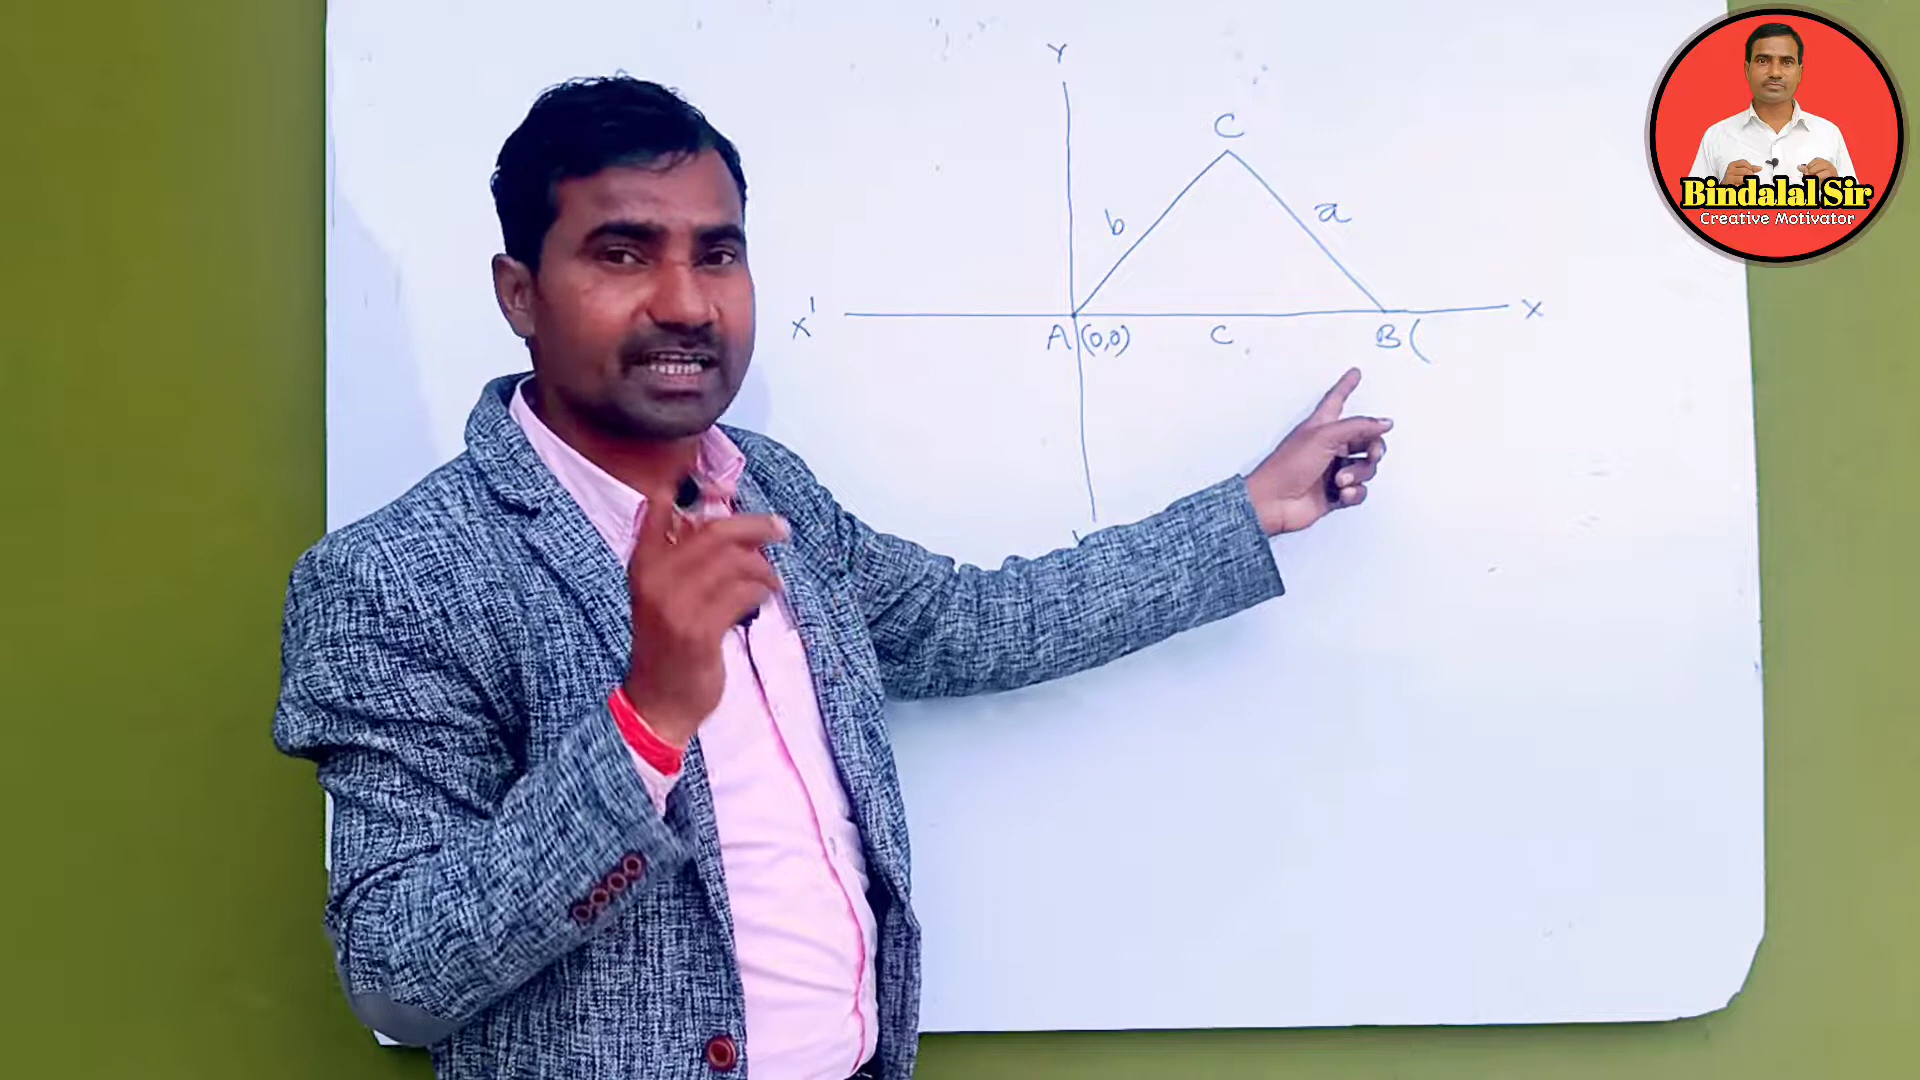 Y
C
b
a
X'
X
A (0,0)
C
B (
Bindalal Sir
Creative Motivator